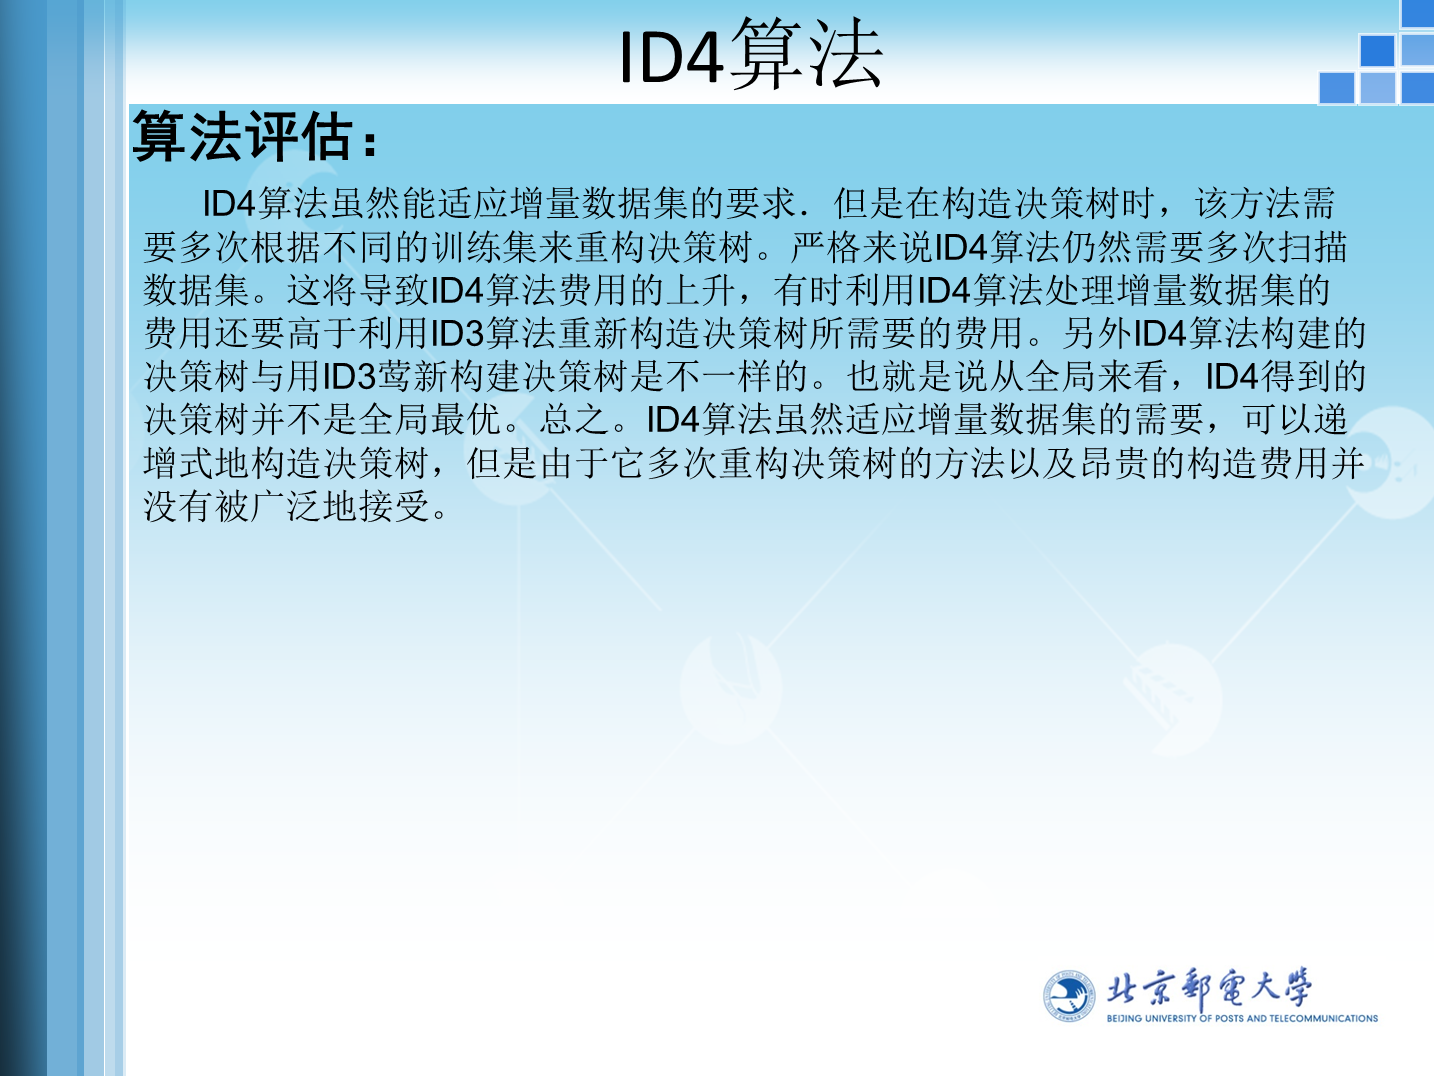 ID4算法
算法评估：
ID4算法虽然能适应增量数据集的要求．但是在构造决策树时，该方法需
要多次根据不同的训练集来重构决策树。严格来说ID4算法仍然需要多次扫描
数据集。这将导致ID4算法费用的上升，有时利用ID4算法处理增量数据集的
费用还要高于利用ID3算法重新构造决策树所需要的费用。另外ID4算法构建的
决策树与用ID3莺新构建决策树是不一样的。也就是说从全局来看，ID4得到的
决策树并不是全局最优。总之。ID4算法虽然适应增量数据集的需要，可以递
增式地构造决策树，但是由于它多次重构决策树的方法以及昂贵的构造费用并
没有被广泛地接受。
北京郵電大學
BEIJING UNIVERSITY OF POSTS AND TELECOMMUNICATIONS